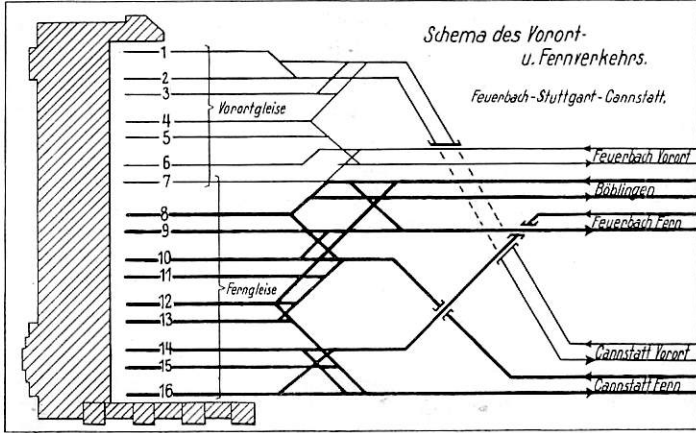 Schema des Vorort-
u. Fernverkehrs.
Feuerbach-Stuttgart-Cannstatt.
1
2
3
Vorortgleise
4
5
6
Feuerbach Vorort
7
Böblingen
8
Feuerbach Fern
9
10
11
Ferngleise
12
13
14
Cannstatt Vorort
15
Cannstatt Fern
16